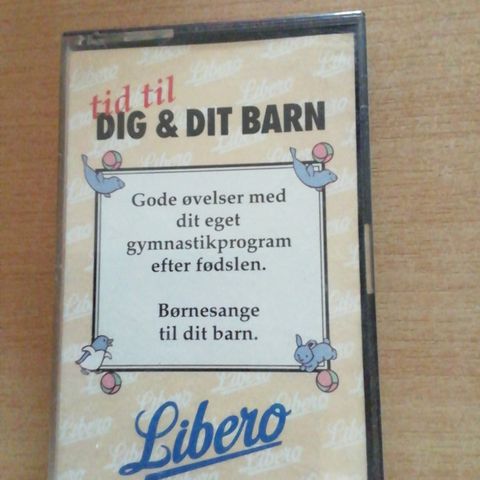 tid til
DIG & DIT BARN
Gode øvelser med
dit eget
gymnastikprogram
efter fødslen.
Børnesange
til dit barn.
Libero